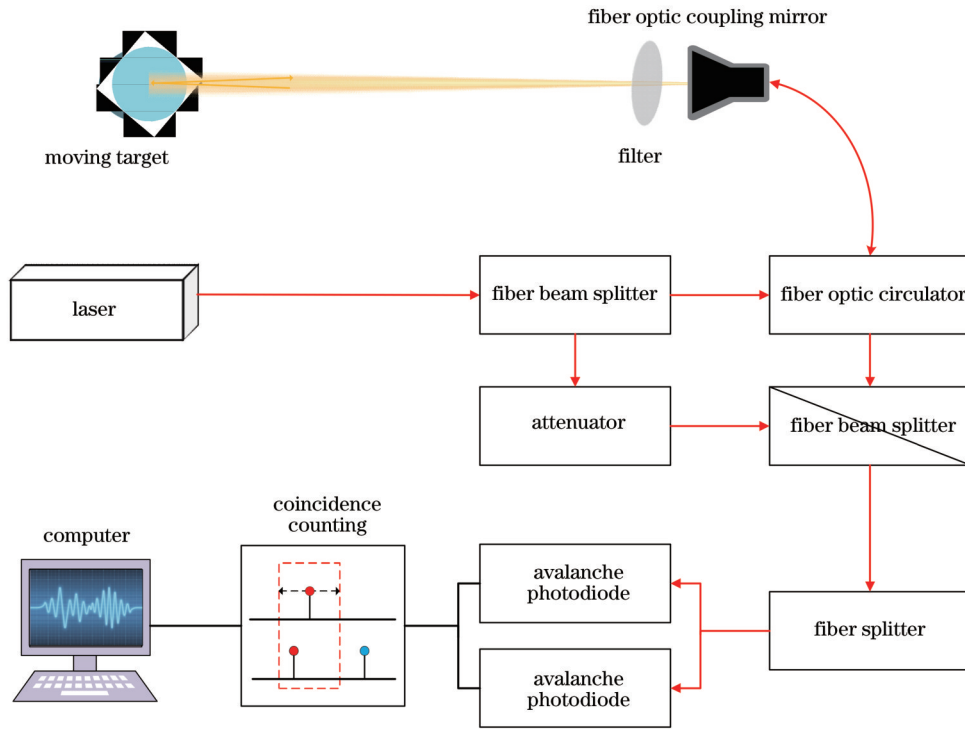 fiber optic coupling mirror
moving target
filter
laser
fiber beam splitter
fiber optic circulator
attenuator
fiber beam splitter
coincidence
counting
computer
avalanche
photodiode
fiber splitter
avalanche
photodiode